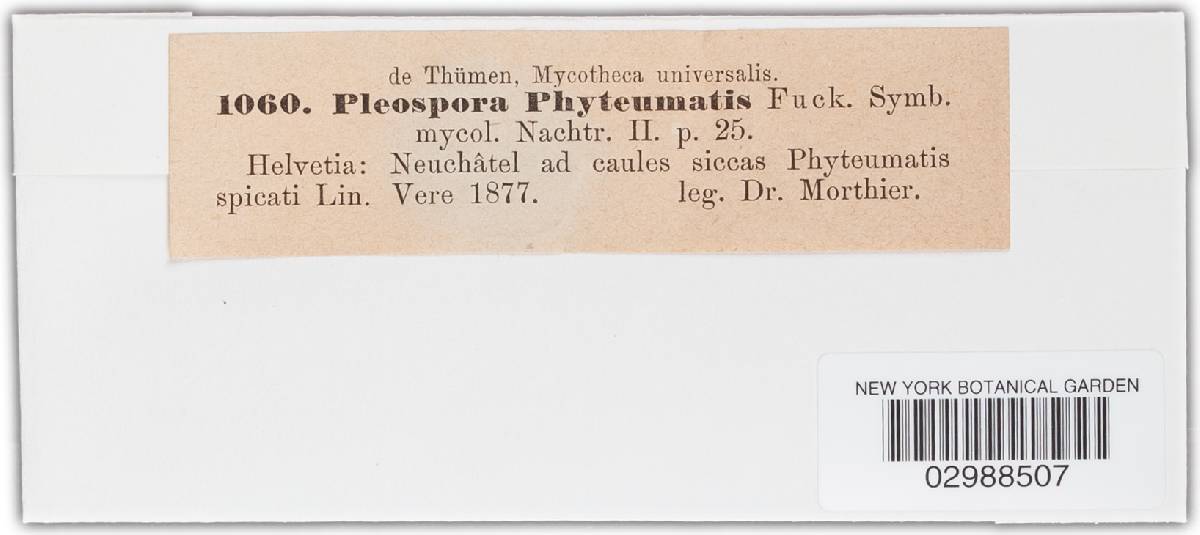 de Thümen, Mycotheca universalis.
1060. Pleospora Phyteumatis Fuck. Symb.
mycol. Nachtr. II. p. 25.
Helvetia: Neuchâtel ad caules siccas Phyteumatis
spicati Lin. Vere 1877. leg. Dr. Morthier.
NEW YORK BOTANICAL GARDEN
02988507